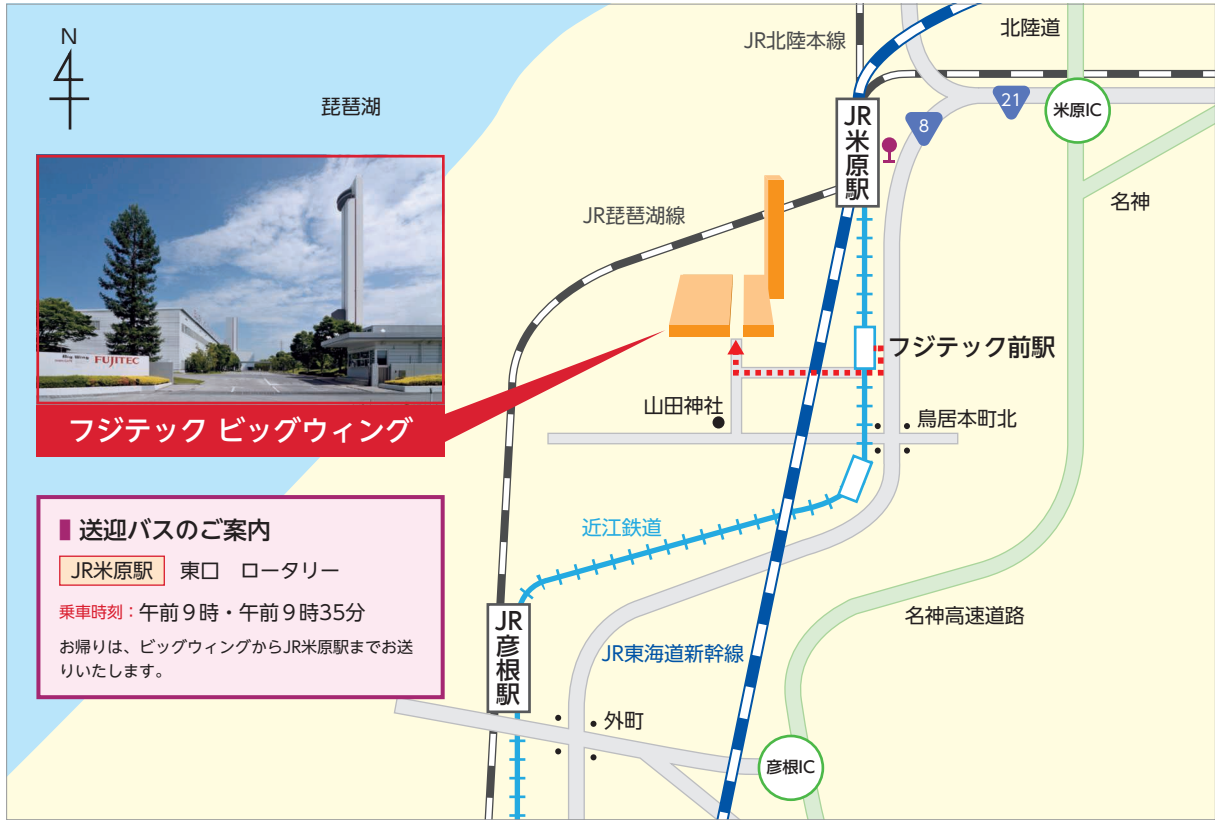 N
琵琶湖
JR北陸本線
北陸道
JR米原駅
8
21
米原IC
名神
JR琵琶湖線
Big Wing
FUJITEC
フジテック ビッグウィング
フジテック前駅
山田神社
鳥居本町北
近江鉄道
名神高速道路
JR東海道新幹線
JR彦根駅
外町
彦根IC
送迎バスのご案内
JR米原駅 東口 ロータリー
乗車時刻：午前９時・午前９時35分
お帰りは、ビッグウィングからJR米原駅までお送
りいたします。